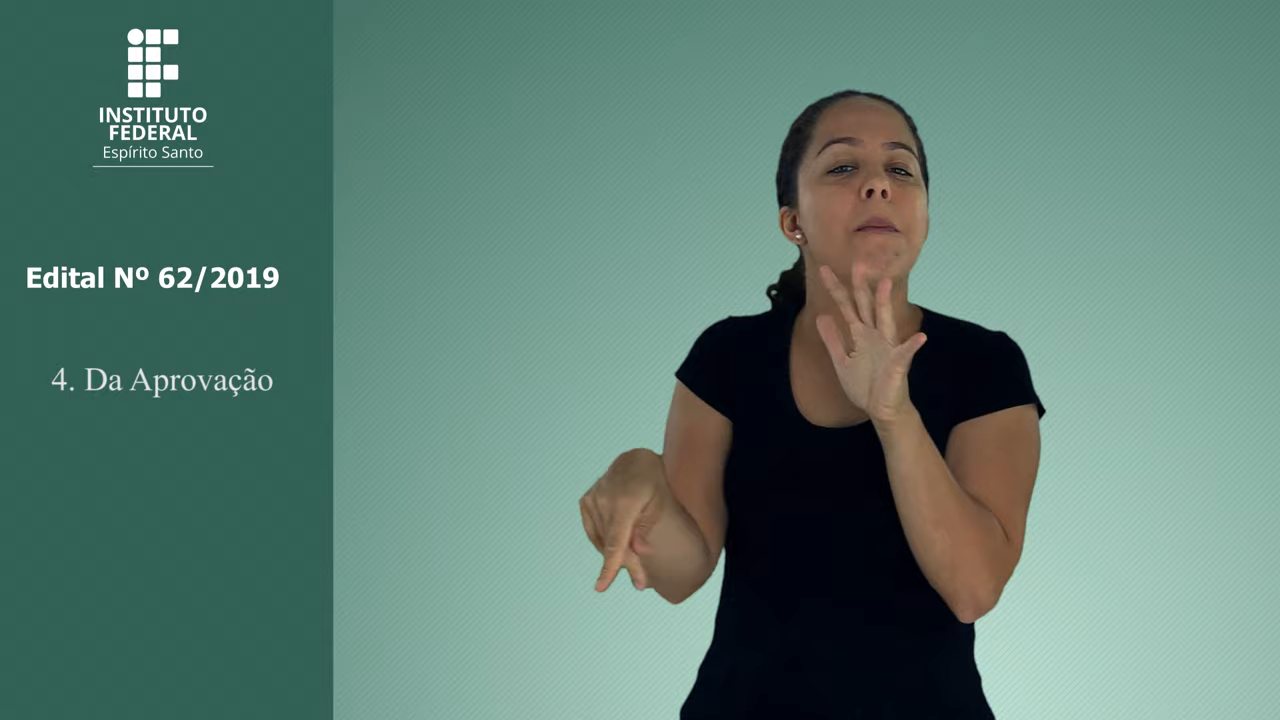 INSTITUTO
FEDERAL
Espírito Santo
Edital Nº 62/2019
4. Da Aprovação